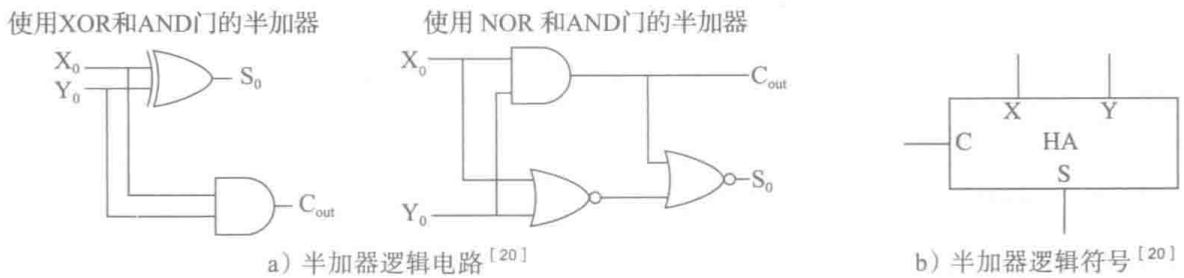 使用XOR和AND门的半加器
X₀
Y₀
S₀
C_out
使用 NOR 和AND门的半加器
X₀
Y₀
C_out
S₀
a) 半加器逻辑电路[20]
X
Y
C
HA
S
b) 半加器逻辑符号[20]